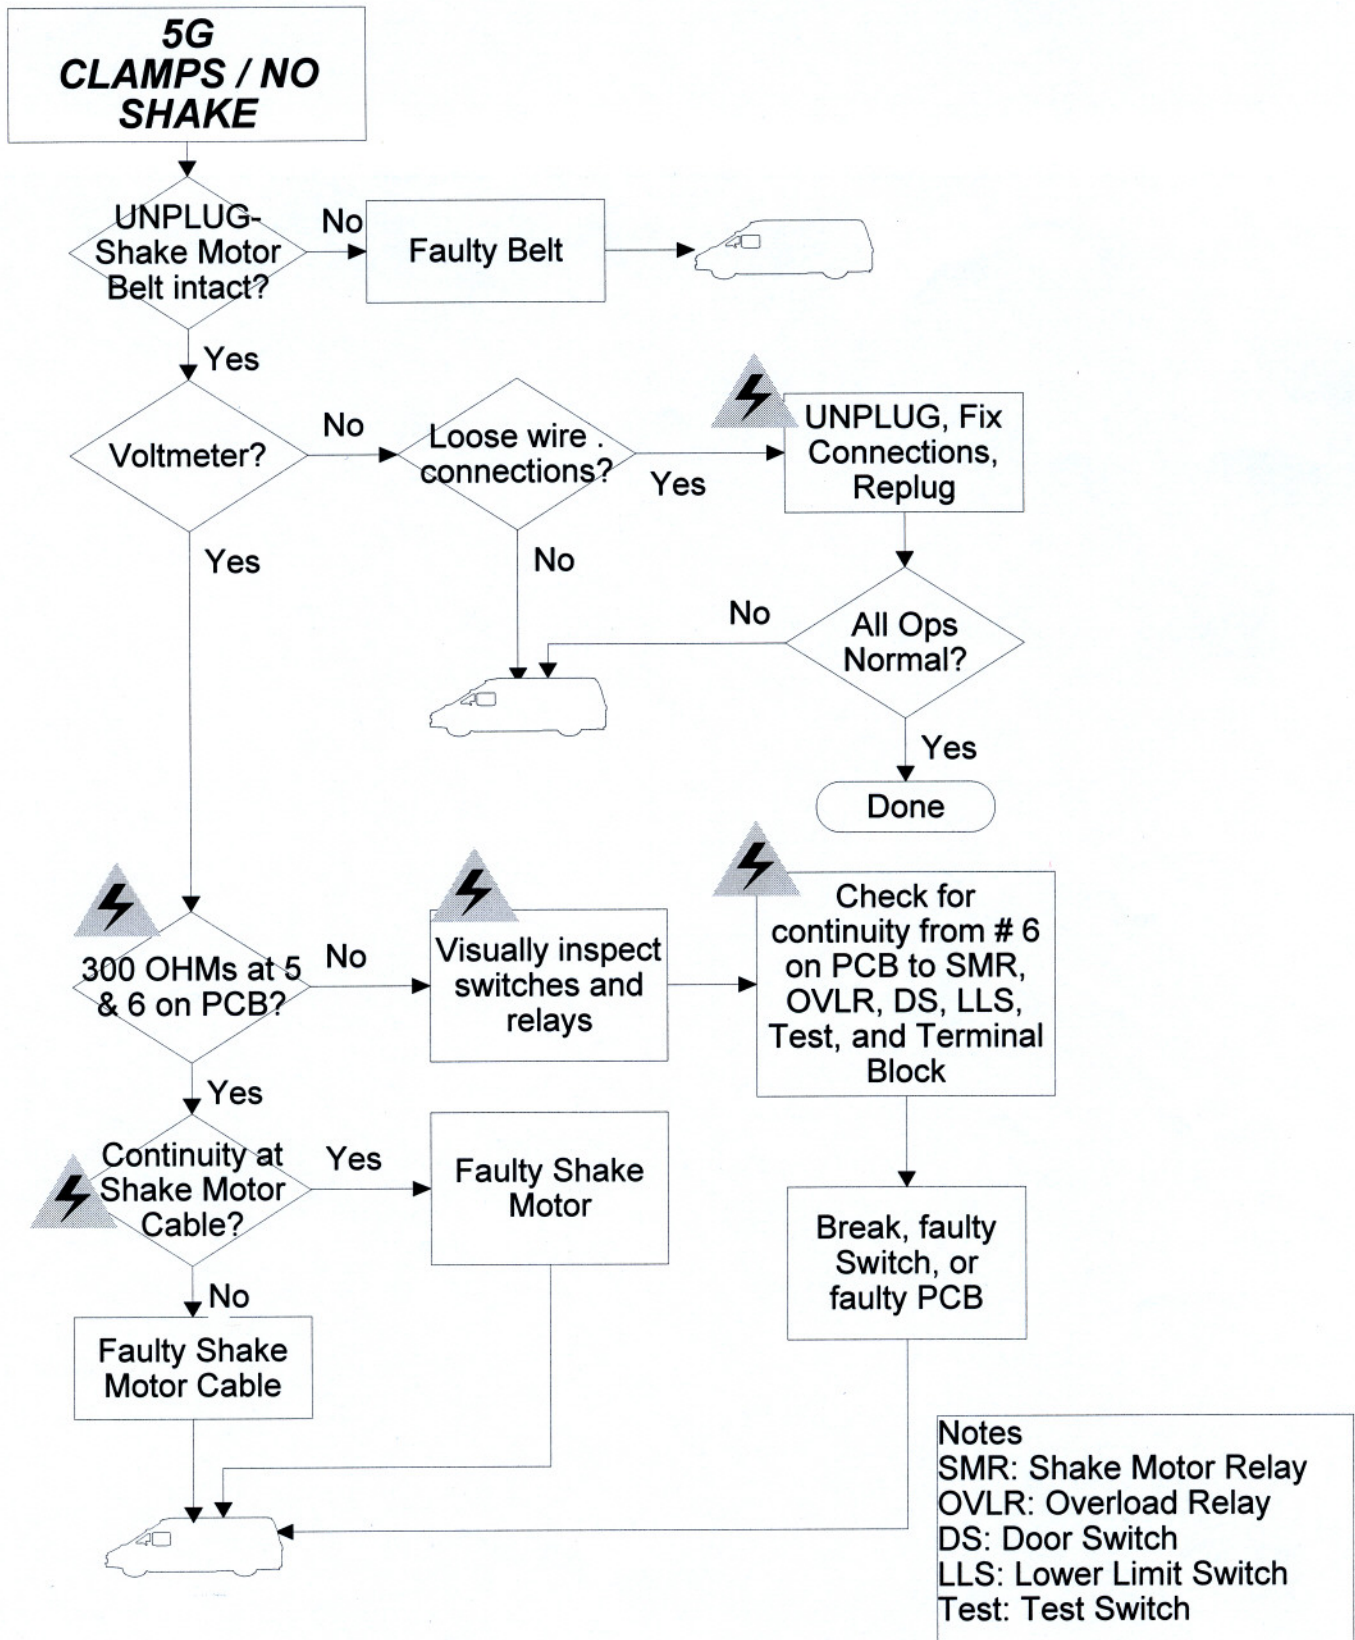 5G
CLAMPS / NO
SHAKE
UNPLUG-
Shake Motor
Belt intact?
No
Faulty Belt
Yes
Voltmeter?
No
Loose wire .
connections?
Yes
UNPLUG, Fix
Connections,
Replug
Yes
No
No
All Ops
Normal?
Yes
Done
300 OHMs at 5
& 6 on PCB?
No
Visually inspect
switches and
relays
Check for
continuity from # 6
on PCB to SMR,
OVLR, DS, LLS,
Test, and Terminal
Block
Yes
Continuity at
Shake Motor
Cable?
Yes
Faulty Shake
Motor
Break, faulty
Switch, or
faulty PCB
No
Faulty Shake
Motor Cable
Notes
SMR: Shake Motor Relay
OVLR: Overload Relay
DS: Door Switch
LLS: Lower Limit Switch
Test: Test Switch